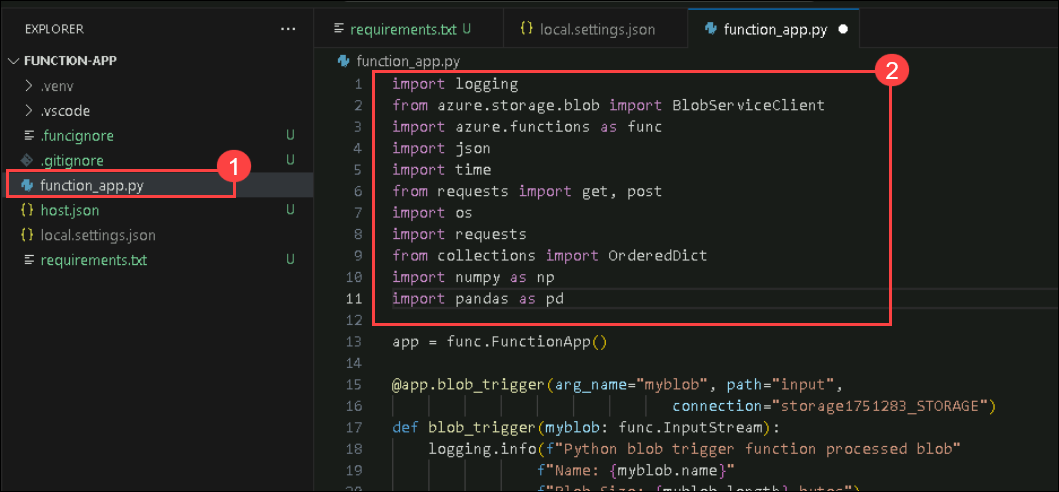 EXPLORER ...
FUNCTION-APP
.venv
.vscode
.funcignore U
.gitignore U
1
function_app.py
{} host.json U
{} local.settings.json
requirements.txt U
requirements.txt U
{} local.settings.json
function_app.py
function_app.py
2
1 import logging
2 from azure.storage.blob import BlobServiceClient
3 import azure.functions as func
4 import json
5 import time
6 from requests import get, post
7 import os
8 import requests
9 from collections import OrderedDict
10 import numpy as np
11 import pandas as pd
12
13 app = func.FunctionApp()
14
15 @app.blob_trigger(arg_name="myblob", path="input",
16 connection="storage1751283_STORAGE")
17 def blob_trigger(myblob: func.InputStream):
18 logging.info(f"Python blob trigger function processed blob"
19 f"Name: {myblob.name}"
20 f"Blob Size: {myblob.length} bytes")